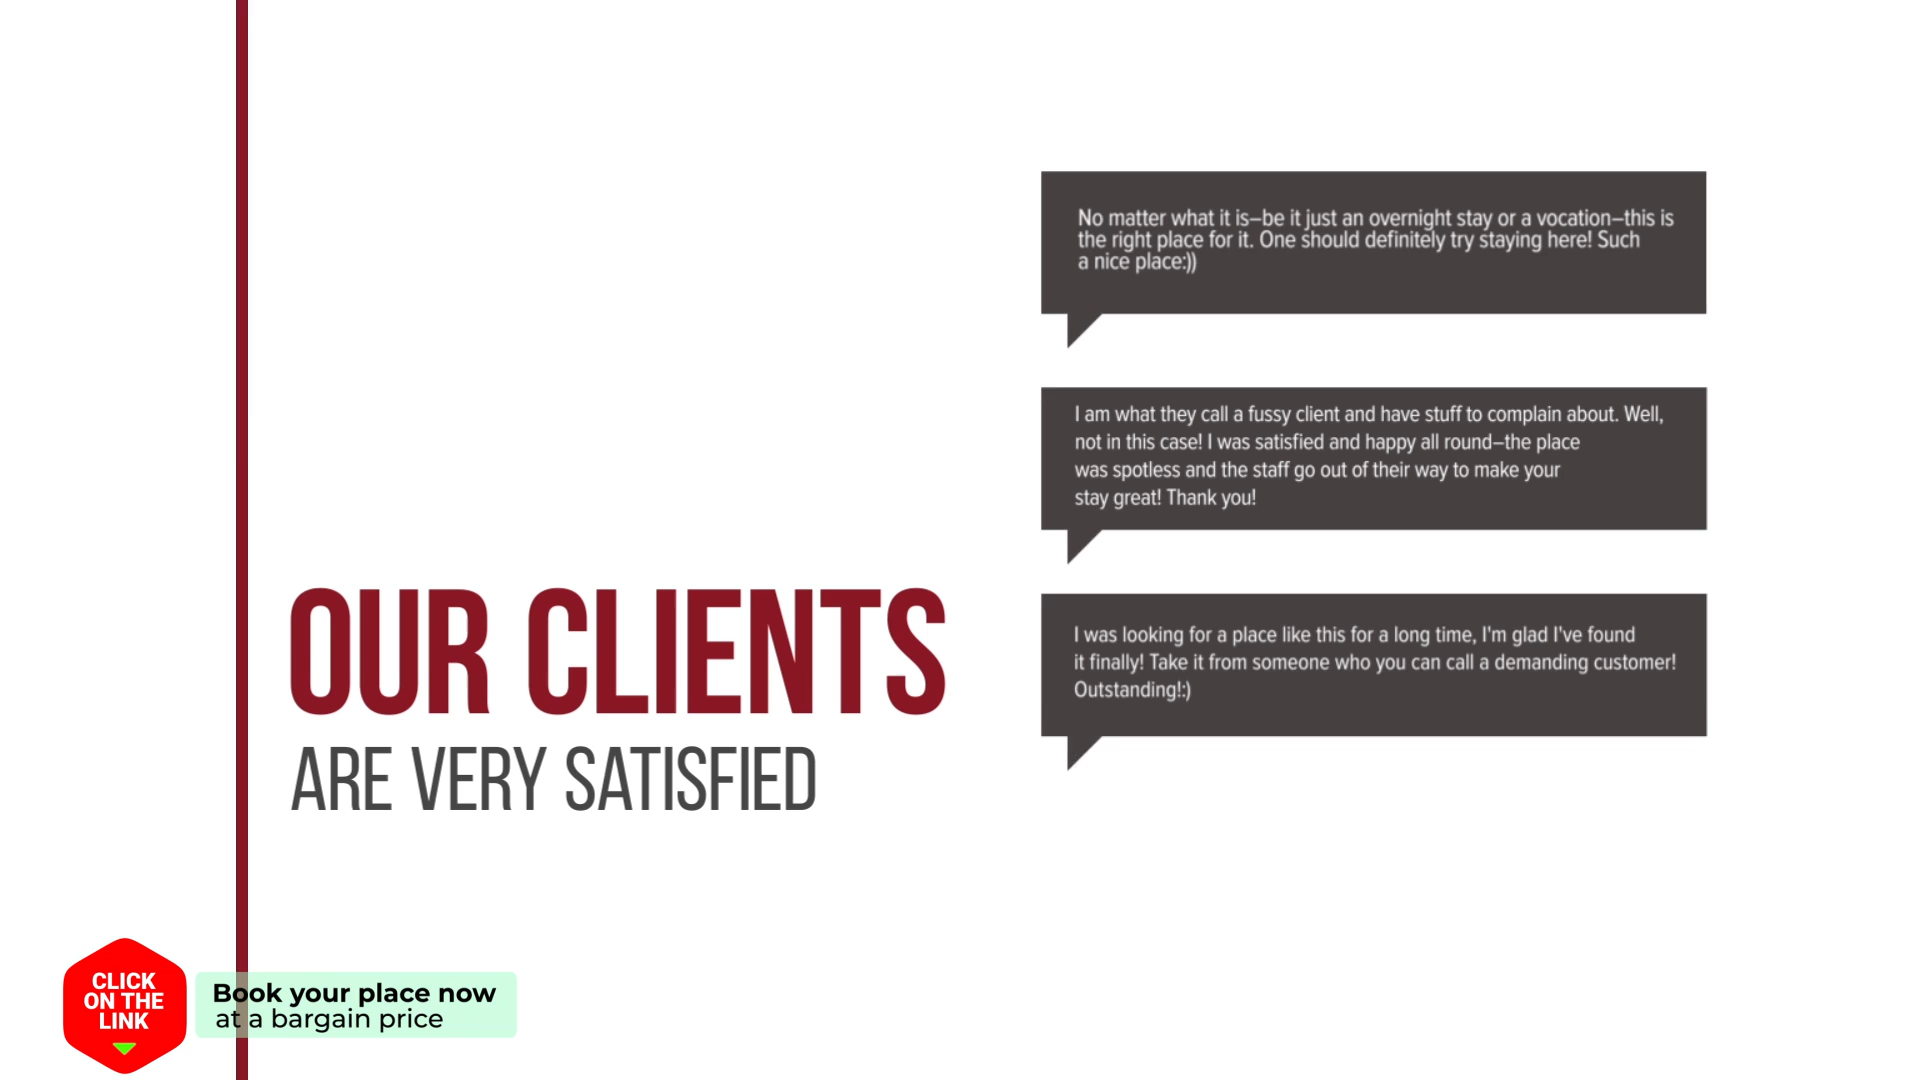 No matter what it is–be it just an overnight stay or a vocation–this is
the right place for it. One should definitely try staying here! Such
a nice place:))
I am what they call a fussy client and have stuff to complain about. Well,
not in this case! I was satisfied and happy all round–the place
was spotless and the staff go out of their way to make your
stay great! Thank you!
I was looking for a place like this for a long time, I'm glad I've found
it finally! Take it from someone who you can call a demanding customer!
Outstanding!:)
OUR CLIENTS
ARE VERY SATISFIED
CLICK
ON THE
LINK
Book your place now
at a bargain price